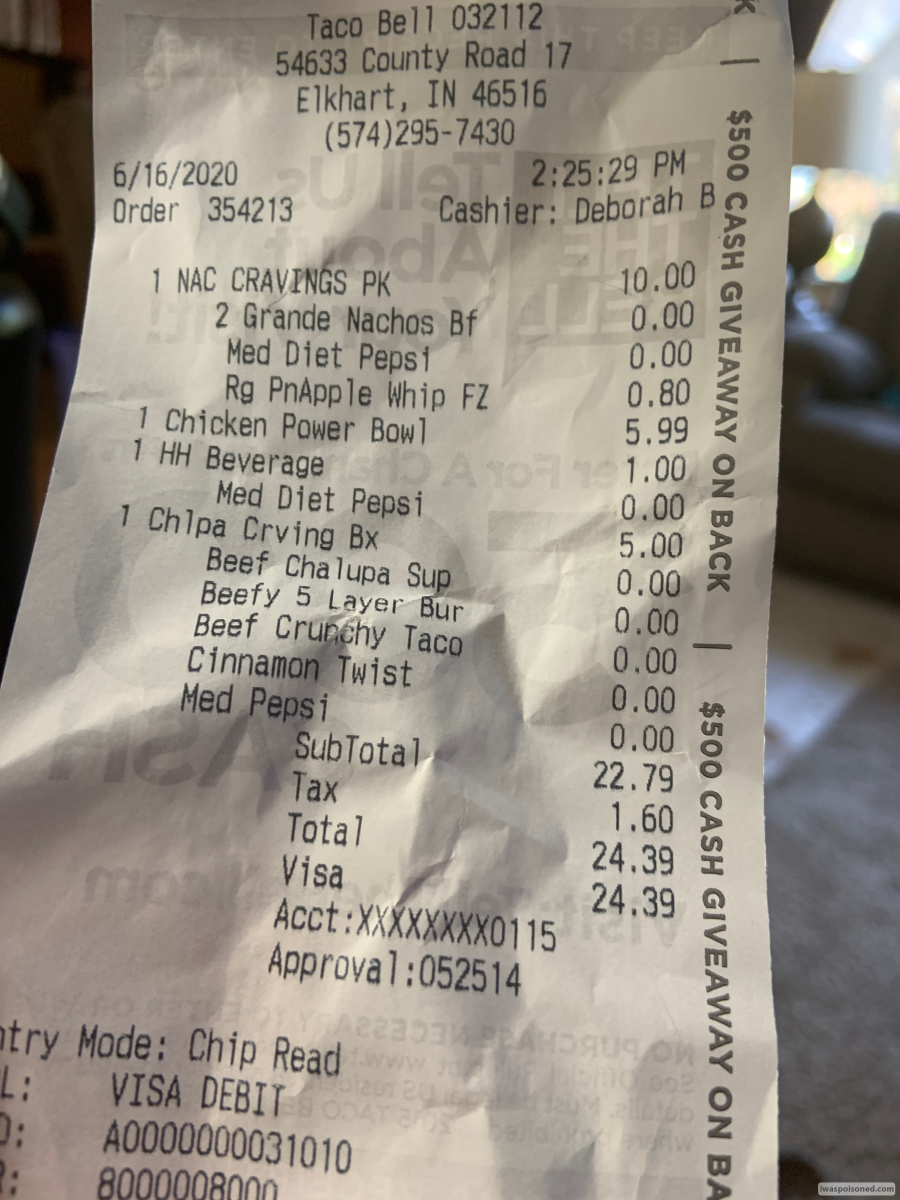 Taco Bell 032112
54633 County Road 17
Elkhart, IN 46516
(574)295-7430
6/16/2020 2:25:29 PM
Order 354213 Cashier: Deborah B
1 NAC CRAVINGS PK 10.00
2 Grande Nachos Bf 0.00
Med Diet Pepsi 0.00
Rg PnApple Whip FZ 0.80
1 Chicken Power Bowl 5.99
1 HH Beverage 1.00
Med Diet Pepsi 0.00
1 Chlpa Crving Bx 5.00
Beef Chalupa Sup 0.00
Beefy 5 Layer Bur 0.00
Beef Crunchy Taco 0.00
Cinnamon Twist 0.00
Med Pepsi 0.00
SubTotal 22.79
Tax 1.60
Total 24.39
Visa 24.39
Acct:XXXXXXXX0115
Approval:052514
ntry Mode: Chip Read
L: VISA DEBIT
D: A0000000031010
R: 8000008000
K | $500 CASH GIVEAWAY ON BACK | $500 CASH GIVEAWAY ON BA
iwaspoisoned.com